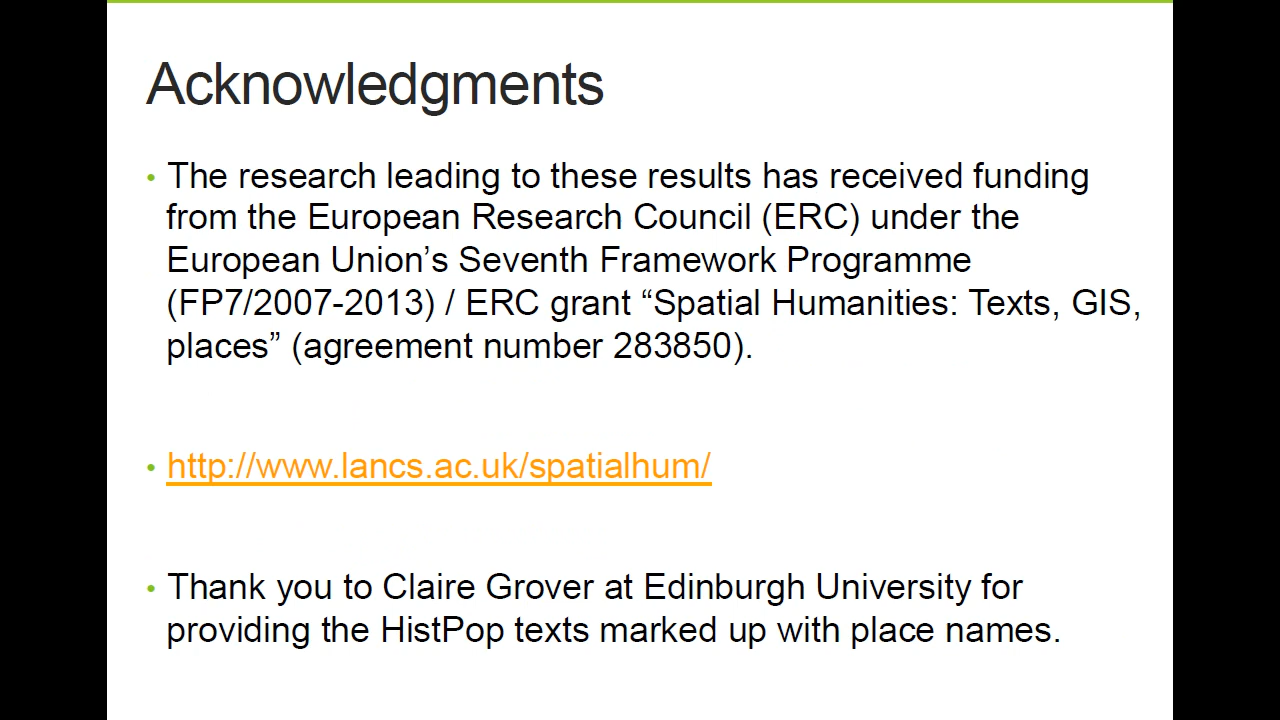 Acknowledgments
• The research leading to these results has received funding
from the European Research Council (ERC) under the
European Union’s Seventh Framework Programme
(FP7/2007-2013) / ERC grant “Spatial Humanities: Texts, GIS,
places” (agreement number 283850).
• http://www.lancs.ac.uk/spatialhum/
• Thank you to Claire Grover at Edinburgh University for
providing the HistPop texts marked up with place names.